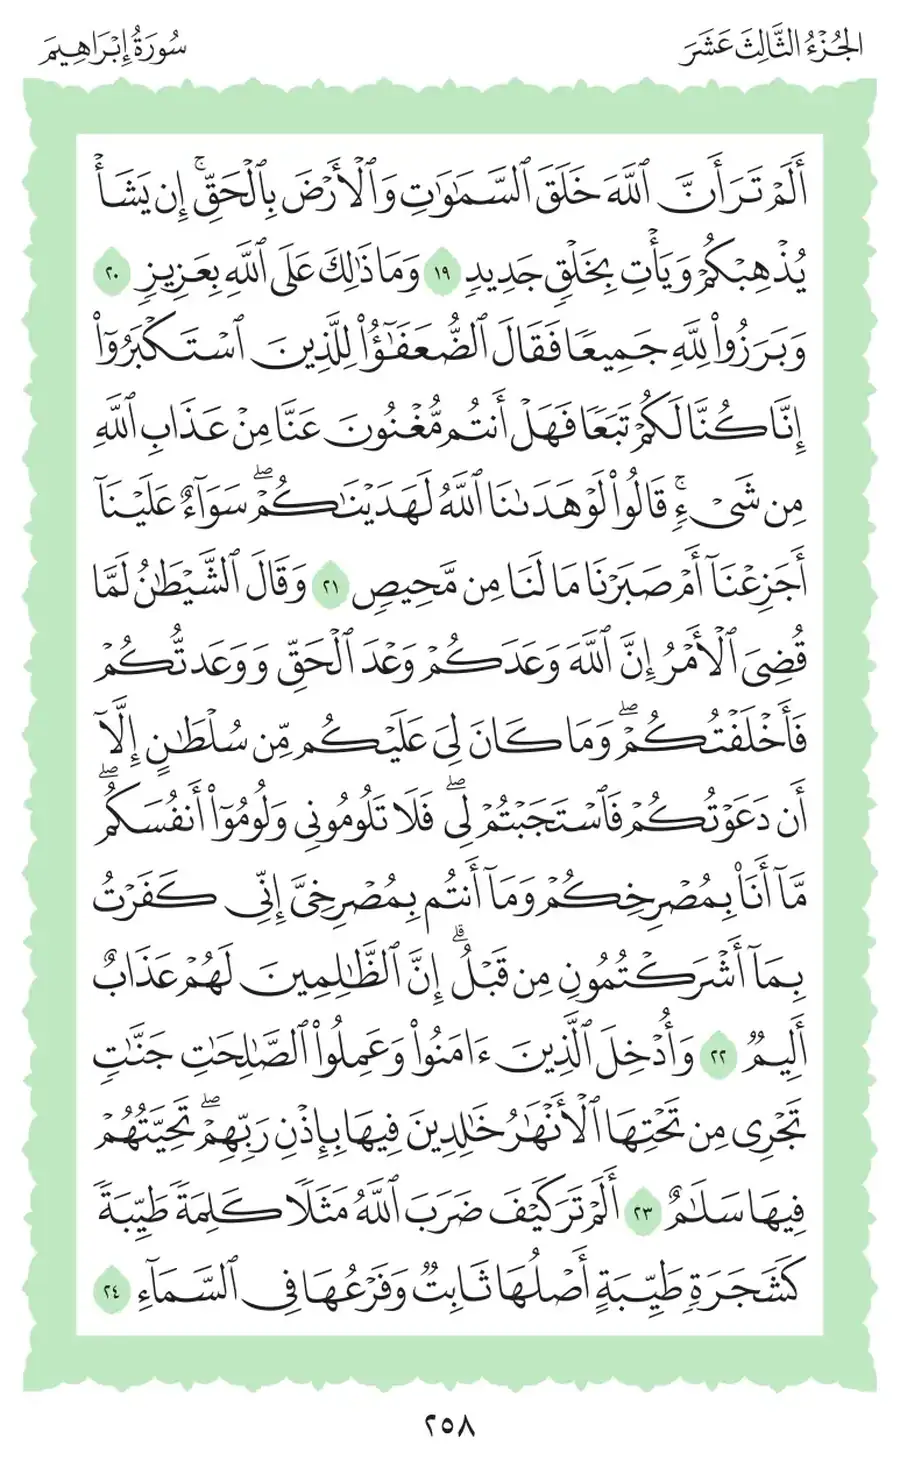 الجُزْءُ الثَّالِثَ عَشَرَ
سُورَةُ إِبْرَاهِيمَ
أَلَمْ تَرَ أَنَّ ٱللَّهَ خَلَقَ ٱلسَّمَٰوَٰتِ وَٱلْأَرْضَ بِٱلْحَقِّۚ إِن يَشَأْ
يُذْهِبْكُمْ وَيَأْتِ بِخَلْقٍ جَدِيدٍ ١٩ وَمَا ذَٰلِكَ عَلَى ٱللَّهِ بِعَزِيزٍ ٢٠
وَبَرَزُوا۟ لِلَّهِ جَمِيعًا فَقَالَ ٱلضُّعَفَٰٓؤُا۟ لِلَّذِينَ ٱسْتَكْبَرُوٓا۟
إِنَّا كُنَّا لَكُمْ تَبَعًا فَهَلْ أَنتُم مُّغْنُونَ عَنَّا مِنْ عَذَابِ ٱللَّهِ
مِن شَىْءٍۚ قَالُوا۟ لَوْ هَدَىٰنَا ٱللَّهُ لَهَدَيْنَٰكُمْۖ سَوَآءٌ عَلَيْنَآ
أَجَزِعْنَآ أَمْ صَبَرْنَا مَا لَنَا مِن مَّحِيصٍ ٢١ وَقَالَ ٱلشَّيْطَٰنُ لَمَّا
قُضِىَ ٱلْأَمْرُ إِنَّ ٱللَّهَ وَعَدَكُمْ وَعْدَ ٱلْحَقِّ وَوَعَدتُّكُمْ
فَأَخْلَفْتُكُمْۖ وَمَا كَانَ لِىَ عَلَيْكُم مِّن سُلْطَٰنٍ إِلَّآ
أَن دَعَوْتُكُمْ فَٱسْتَجَبْتُمْ لِىۖ فَلَا تَلُومُونِى وَلُومُوٓا۟ أَنفُسَكُمۖ
مَّآ أَنَا۠ بِمُصْرِخِكُمْ وَمَآ أَنتُم بِمُصْرِخِىَّ إِنِّى كَفَرْتُ
بِمَآ أَشْرَكْتُمُونِ مِن قَبْلُۗ إِنَّ ٱلظَّٰلِمِينَ لَهُمْ عَذَابٌ
أَلِيمٌ ٢٢ وَأُدْخِلَ ٱلَّذِينَ ءَامَنُوا۟ وَعَمِلُوا۟ ٱلصَّٰلِحَٰتِ جَنَّٰتٍ
تَجْرِى مِن تَحْتِهَا ٱلْأَنْهَٰرُ خَٰلِدِينَ فِيهَا بِإِذْنِ رَبِّهِمْۖ تَحِيَّتُهُمْ
فِيهَا سَلَٰمٌ ٢٣ أَلَمْ تَرَ كَيْفَ ضَرَبَ ٱللَّهُ مَثَلًا كَلِمَةً طَيِّبَةً
كَشَجَرَةٍ طَيِّبَةٍ أَصْلُهَا ثَابِتٌ وَفَرْعُهَا فِى ٱلسَّمَآءِ ٢٤
٢٥٨